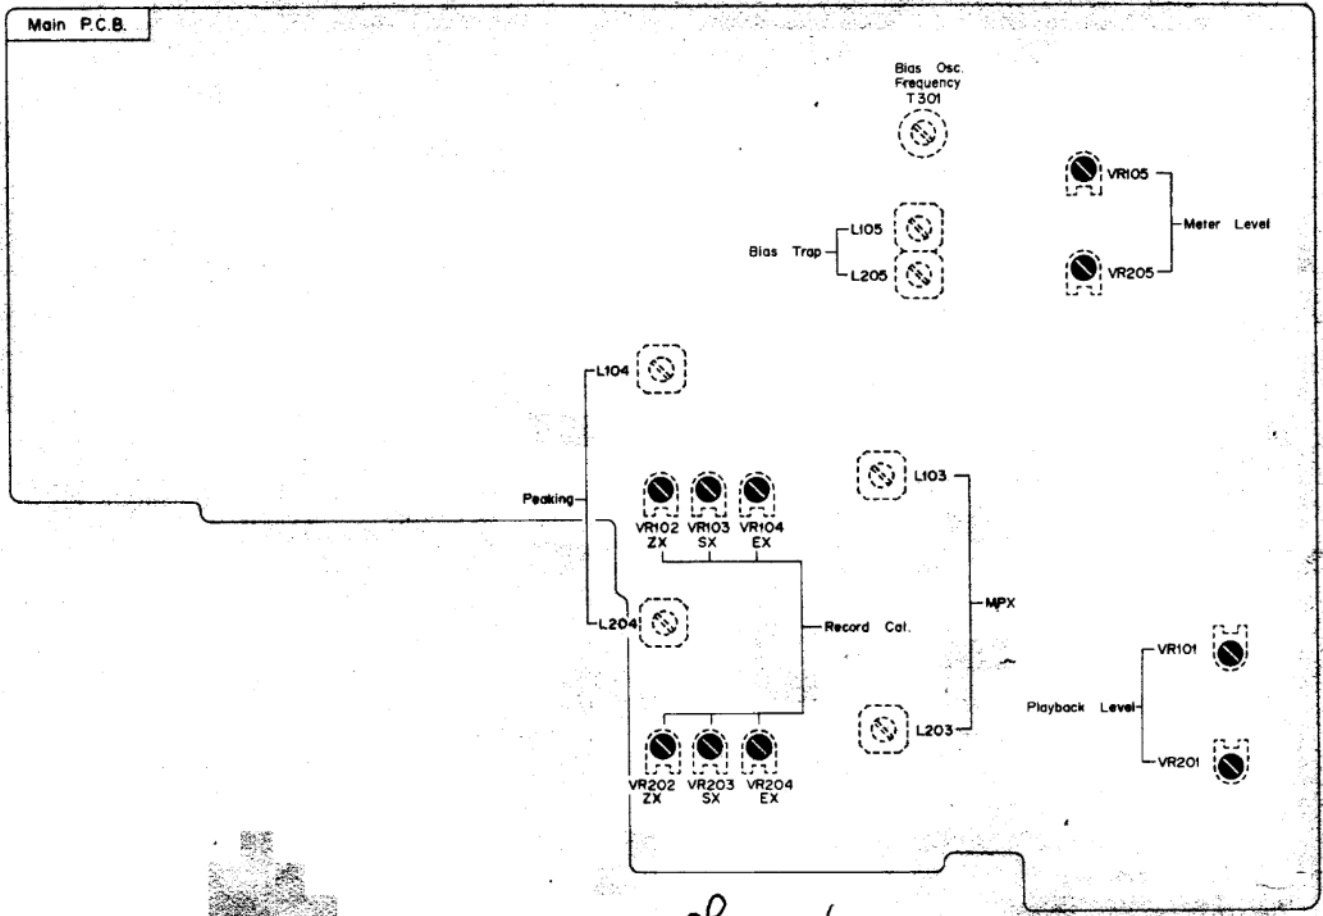 Main P.C.B.
Bias Osc.
Frequency
T301
VR105
Meter Level
VR205
L105
Bias Trap
L205
L104
Peaking
L204
VR102
ZX
VR103
SX
VR104
EX
L103
MPX
L203
Record Cal.
VR202
ZX
VR203
SX
VR204
EX
VR101
Playback Level
VR201